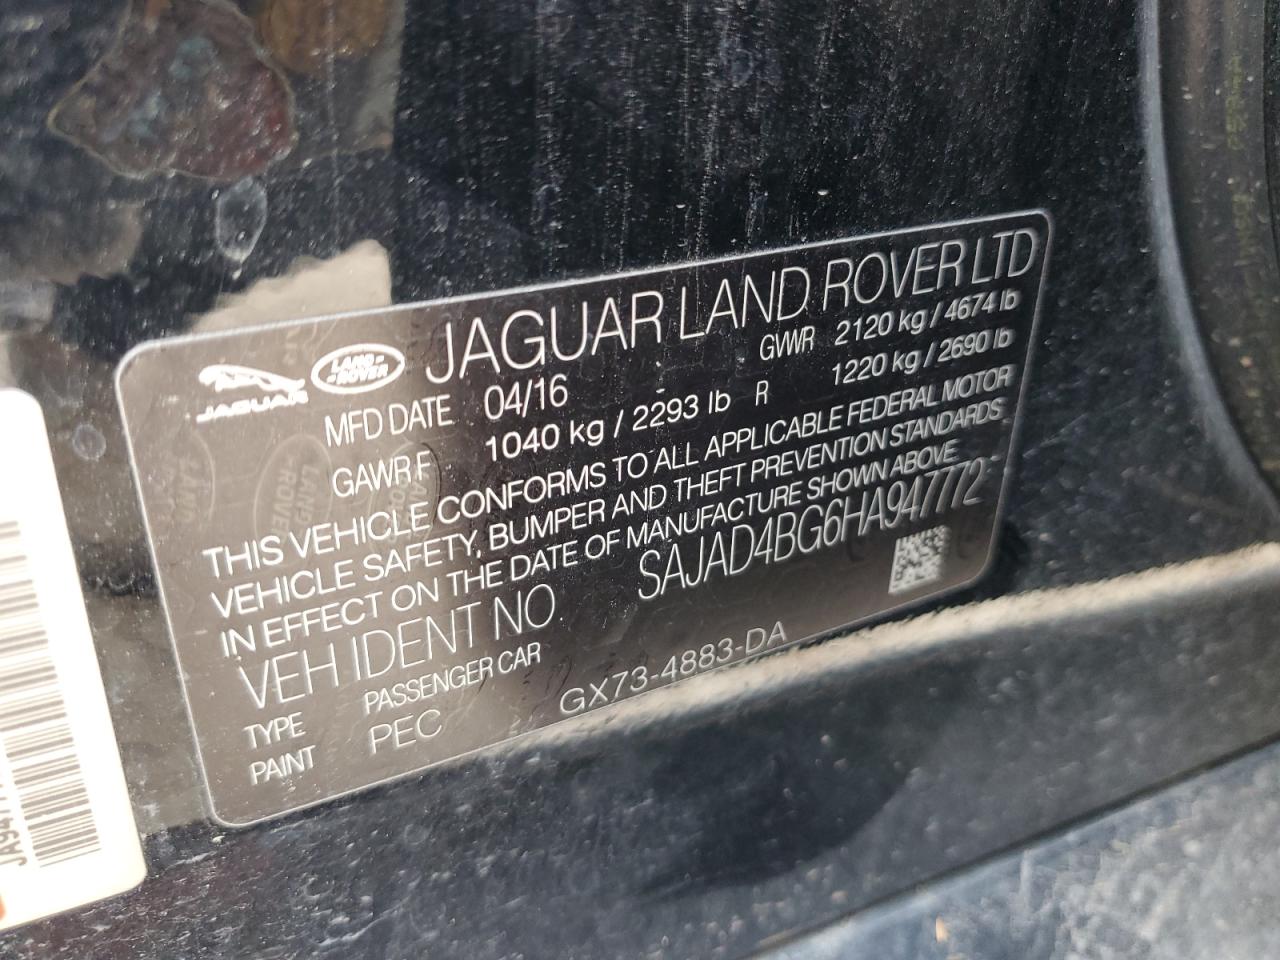 JAGUAR LAND-ROVER JAGUAR LAND ROVER LTD
MFD DATE 04/16 GWWR 2120 kg / 4674 lb
GAWR F 1040 kg / 2293 lb R 1220 kg / 2690 lb
THIS VEHICLE CONFORMS TO ALL APPLICABLE FEDERAL MOTOR
VEHICLE SAFETY, BUMPER AND THEFT PREVENTION STANDARDS
IN EFFECT ON THE DATE OF MANUFACTURE SHOWN ABOVE
VEH IDENT NO. SAJAD4BG6HA947772
TYPE PASSENGER CAR
PAINT PEC GX73-4883-DA